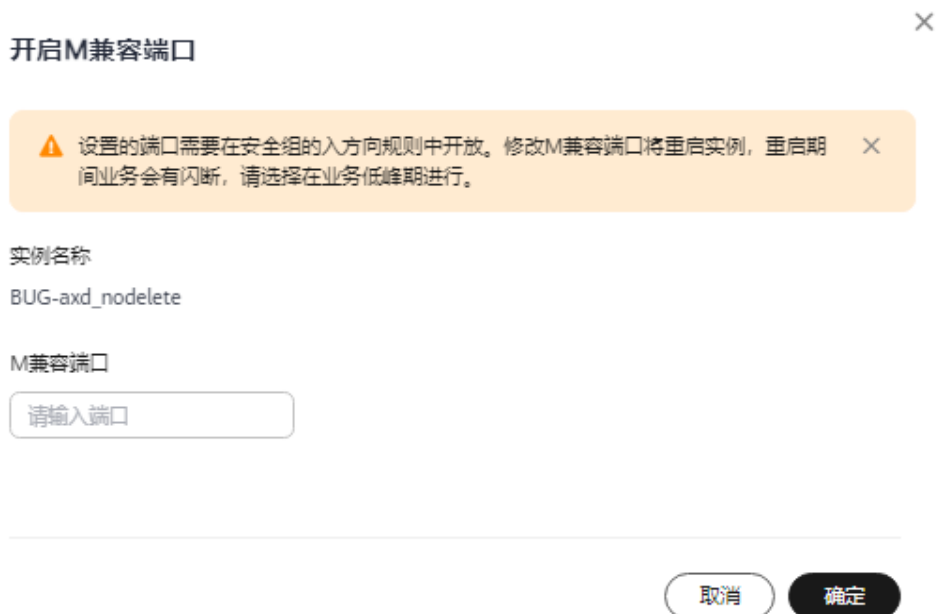 开启M兼容端口
设置的端口需要在安全组的入方向规则中开放。修改M兼容端口将重启实例，重启期
间业务会有闪断，请选择在业务低峰期进行。
实例名称
BUG-axd_nodelete
M兼容端口
请输入端口
取消
确定